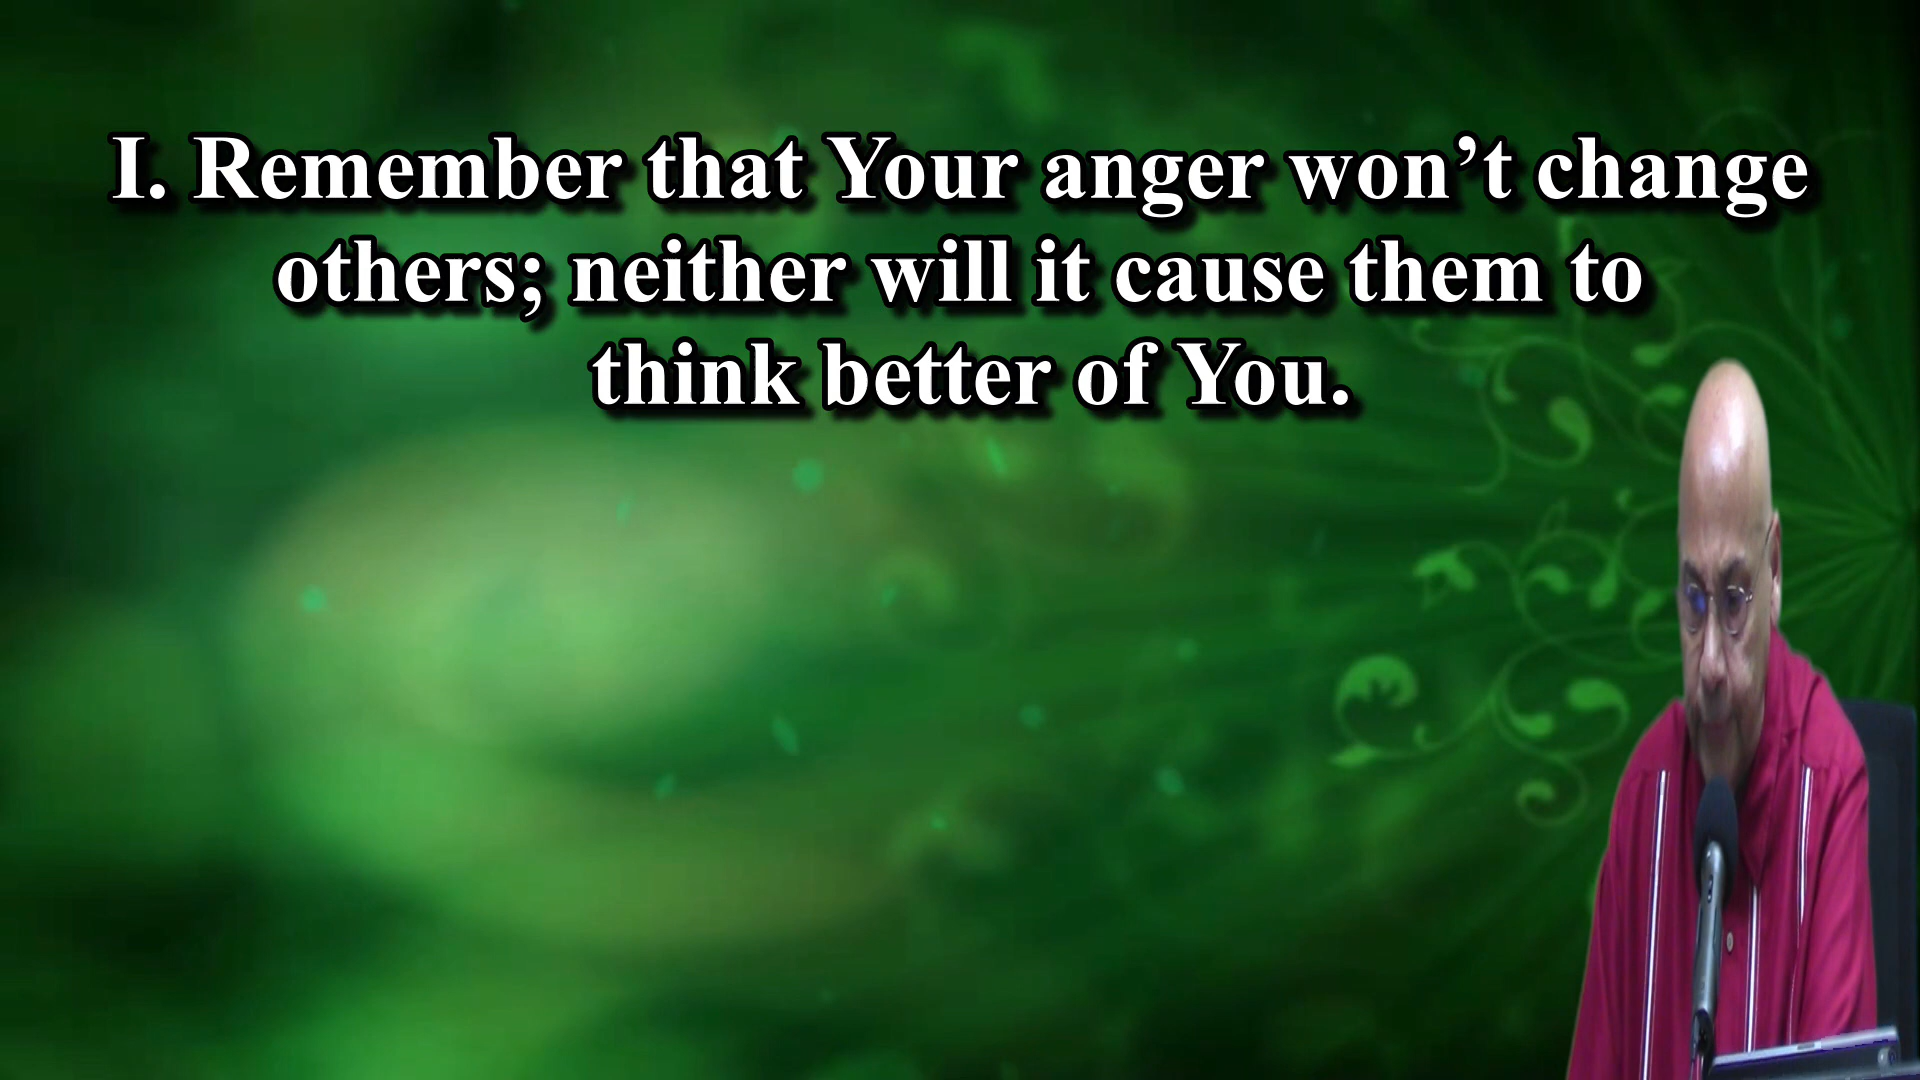 I. Remember that Your anger won’t change
others; neither will it cause them to
think better of You.